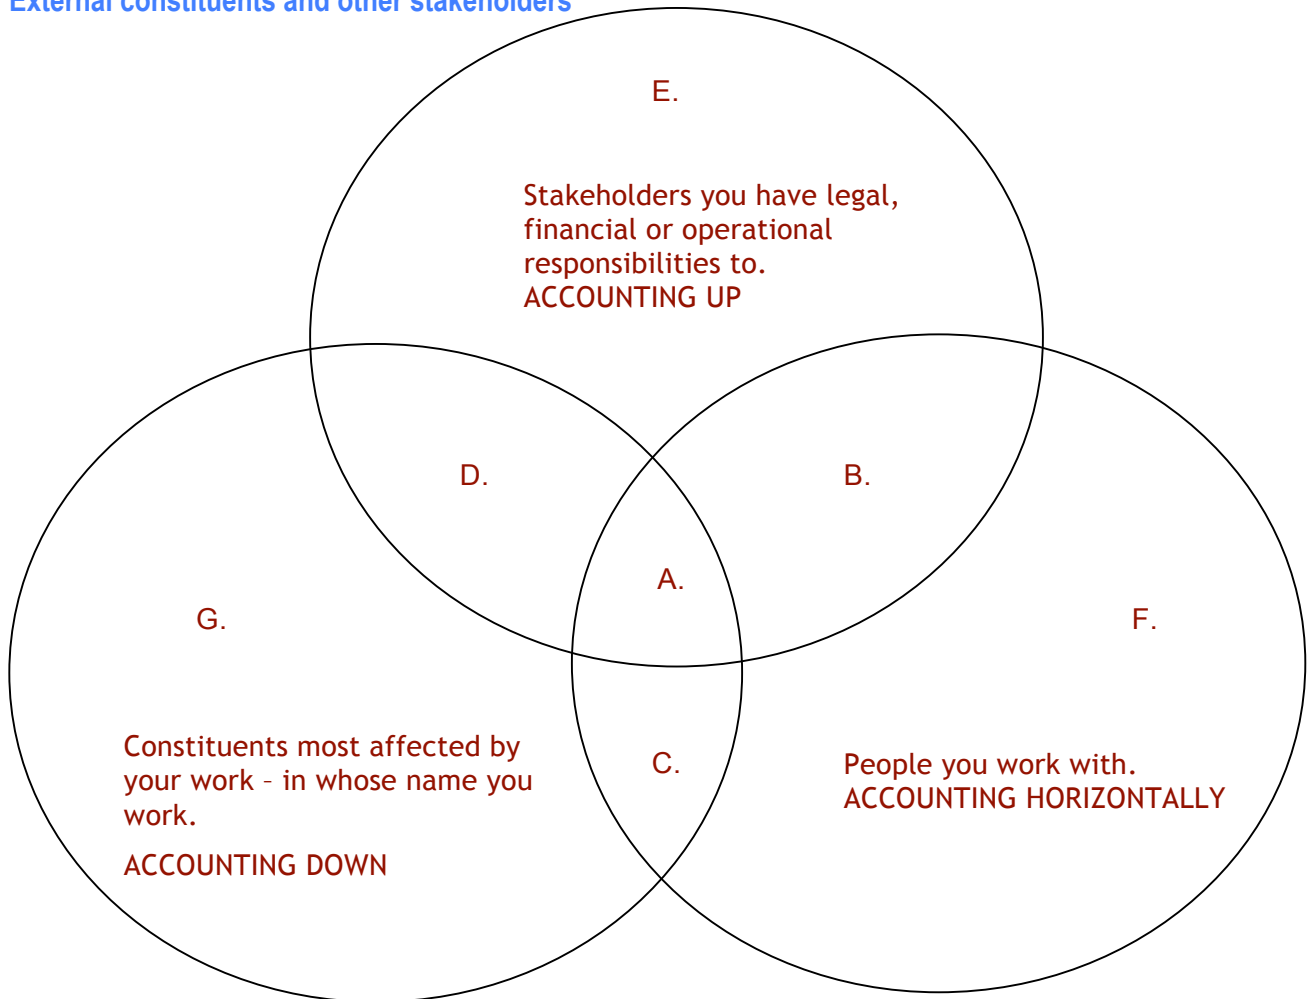 External constituents and other stakeholders
E.
Stakeholders you have legal,
financial or operational
responsibilities to.
ACCOUNTING UP
D.
B.
A.
G.
F.
Constituents most affected by
your work – in whose name you
work.
ACCOUNTING DOWN
C.
People you work with.
ACCOUNTING HORIZONTALLY